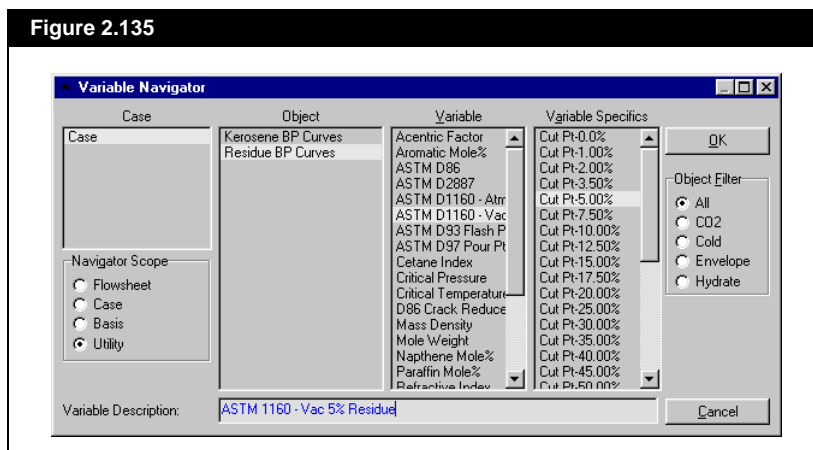 Figure 2.135
Variable Navigator
Case
Object
Variable
Variable Specifics
Case
Kerosene BP Curves
Residue BP Curves
Acentric Factor
Aromatic Mole%
ASTM D86
ASTM D2887
ASTM D1160 - Atm
ASTM D1160 - Vac
ASTM D93 Flash P
ASTM D97 Pour Pt
Cetane Index
Critical Pressure
Critical Temperature
D86 Crack Reduce
Mass Density
Mole Weight
Napthene Mole%
Paraffin Mole%
Refractive Index
Cut Pt-0.0%
Cut Pt-1.00%
Cut Pt-2.00%
Cut Pt-3.50%
Cut Pt-5.00%
Cut Pt-7.50%
Cut Pt-10.00%
Cut Pt-12.50%
Cut Pt-15.00%
Cut Pt-17.50%
Cut Pt-20.00%
Cut Pt-25.00%
Cut Pt-30.00%
Cut Pt-35.00%
Cut Pt-40.00%
Cut Pt-45.00%
Cut Pt-50.00%
OK
Object Filter
All
CO2
Cold
Envelope
Hydrate
Navigator Scope
Flowsheet
Case
Basis
Utility
Variable Description:
ASTM 1160 - Vac 5% Residue
Cancel